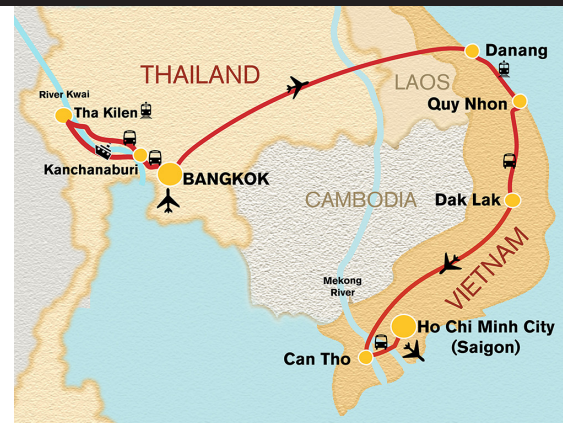 THAILAND
LAOS
Danang
River Kwai
Tha Kilen
Quy Nhon
Kanchanaburi
BANGKOK
CAMBODIA
Dak Lak
VIETNAM
Mekong
River
Ho Chi Minh City
(Saigon)
Can Tho